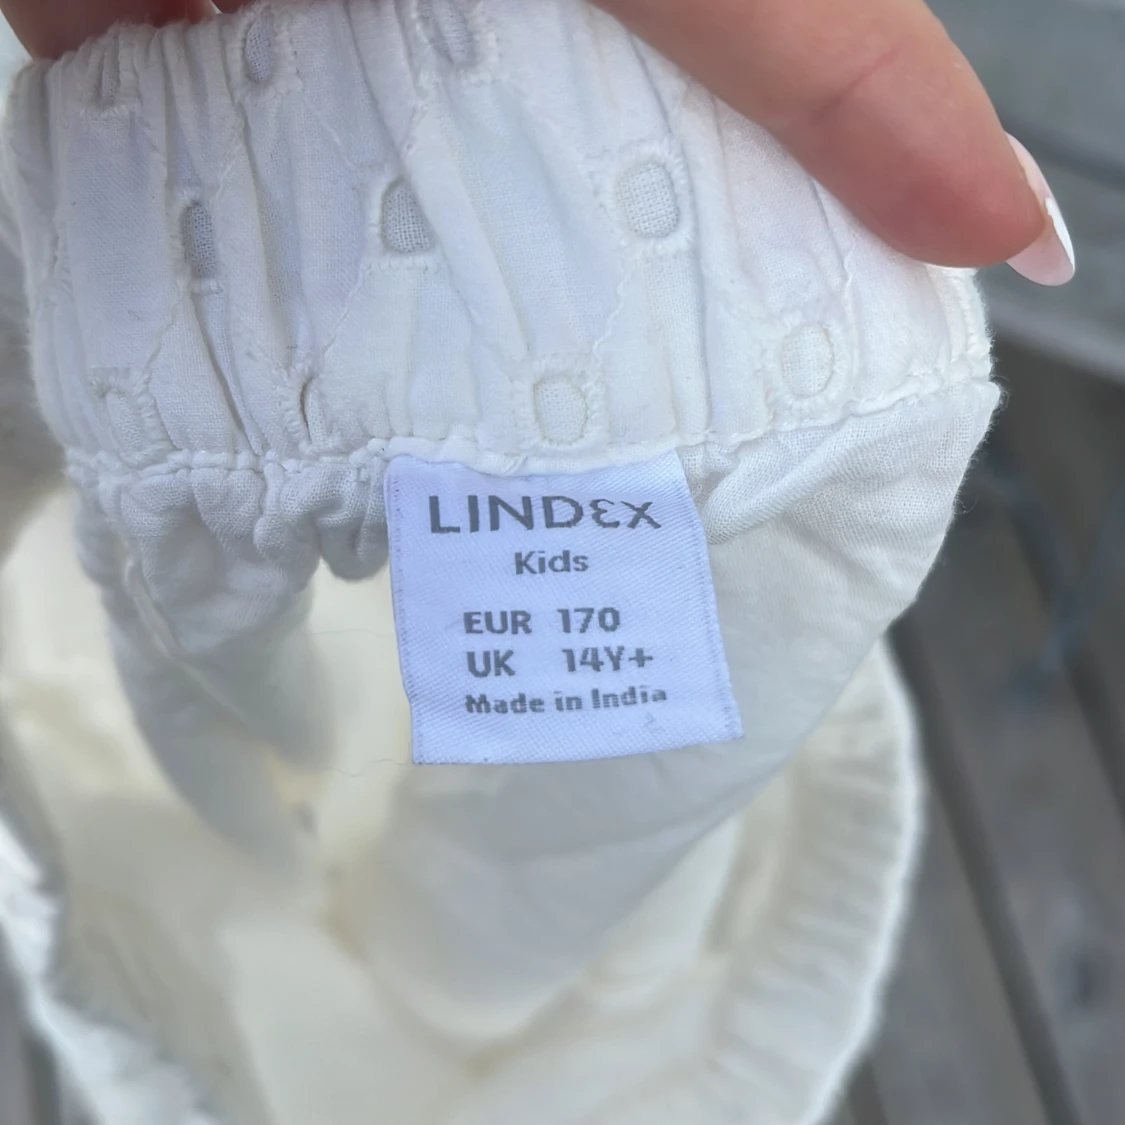 LINDEX
Kids
EUR 170
UK 14Y+
Made in India